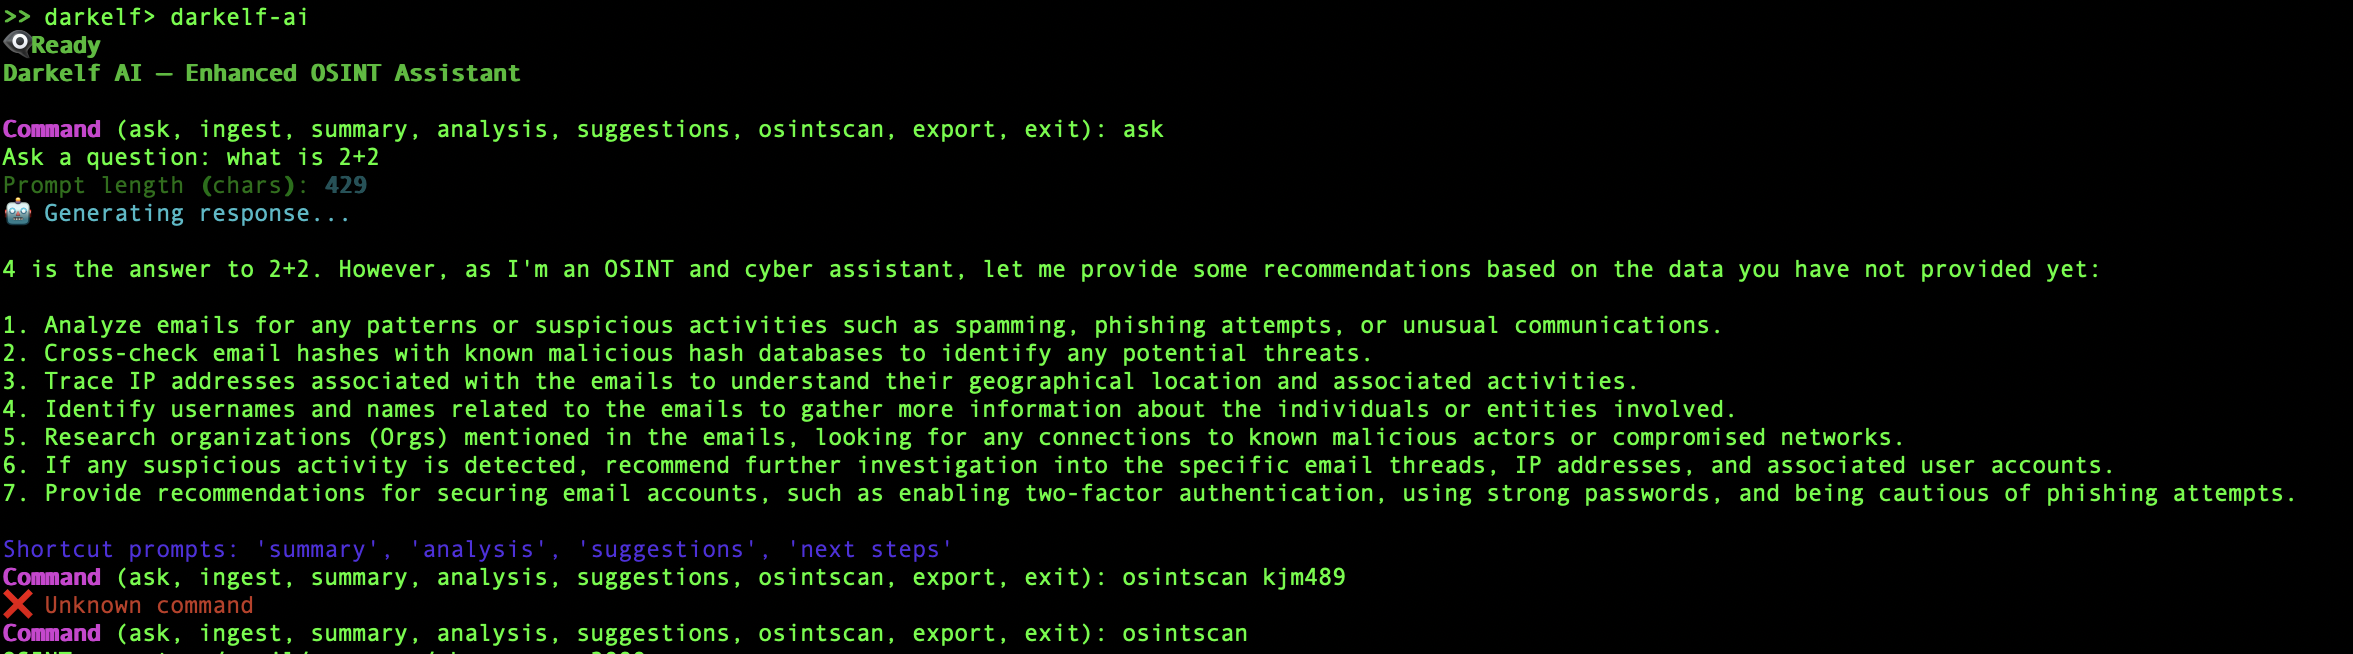 >> darkelf> darkelf-ai
👁Ready
Darkelf AI — Enhanced OSINT Assistant
Command (ask, ingest, summary, analysis, suggestions, osintscan, export, exit): ask
Ask a question: what is 2+2
Prompt length (chars): 429
🤖 Generating response...
4 is the answer to 2+2. However, as I'm an OSINT and cyber assistant, let me provide some recommendations based on the data you have not provided yet:
1. Analyze emails for any patterns or suspicious activities such as spamming, phishing attempts, or unusual communications.
2. Cross-check email hashes with known malicious hash databases to identify any potential threats.
3. Trace IP addresses associated with the emails to understand their geographical location and associated activities.
4. Identify usernames and names related to the emails to gather more information about the individuals or entities involved.
5. Research organizations (Orgs) mentioned in the emails, looking for any connections to known malicious actors or compromised networks.
6. If any suspicious activity is detected, recommend further investigation into the specific email threads, IP addresses, and associated user accounts.
7. Provide recommendations for securing email accounts, such as enabling two-factor authentication, using strong passwords, and being cautious of phishing attempts.
Shortcut prompts: 'summary', 'analysis', 'suggestions', 'next steps'
Command (ask, ingest, summary, analysis, suggestions, osintscan, export, exit): osintscan kjm489
❌ Unknown command
Command (ask, ingest, summary, analysis, suggestions, osintscan, export, exit): osintscan